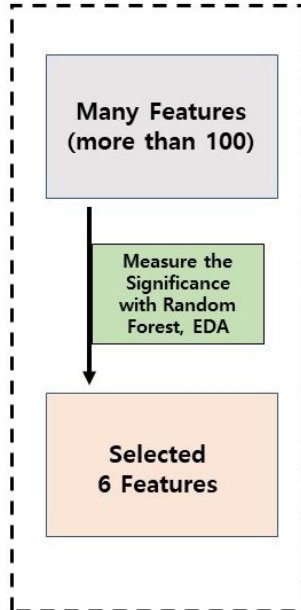 Many Features
(more than 100)
Measure the
Significance
with Random
Forest, EDA
Selected
6 Features